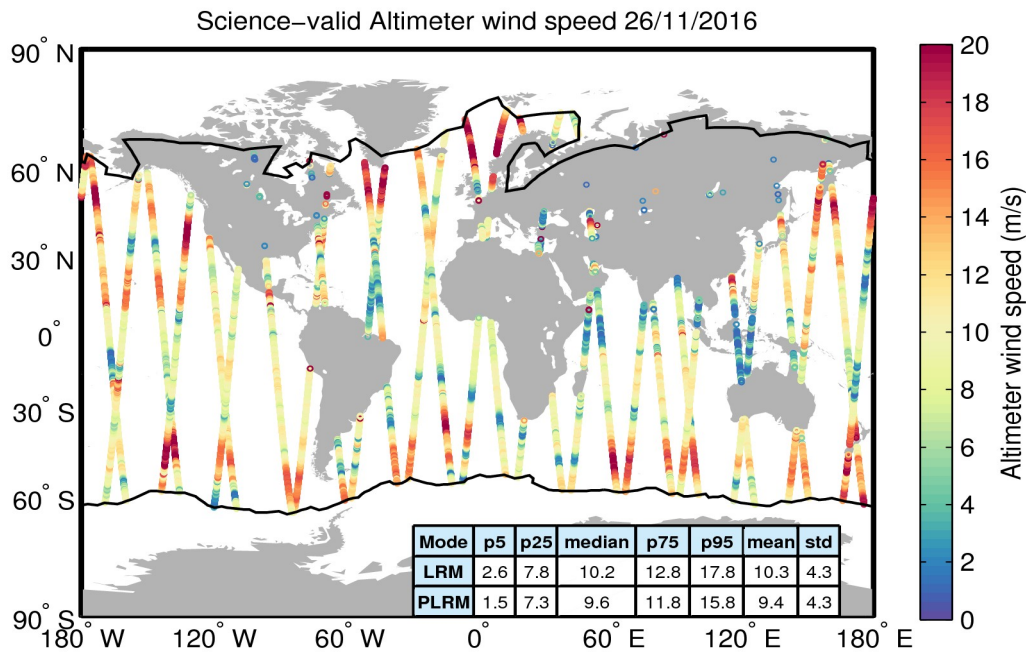 Science−valid Altimeter wind speed 26/11/2016
90° N
60° N
30° N
0°
30° S
60° S
90° S
180° W
120° W
60° W
0°
60° E
120° E
180° E
Mode p5 p25 median p75 p95 mean std
LRM 2.6 7.8 10.2 12.8 17.8 10.3 4.3
PLRM 1.5 7.3 9.6 11.8 15.8 9.4 4.3
20
18
16
14
12
10
8
6
4
2
0
Altimeter wind speed (m/s)